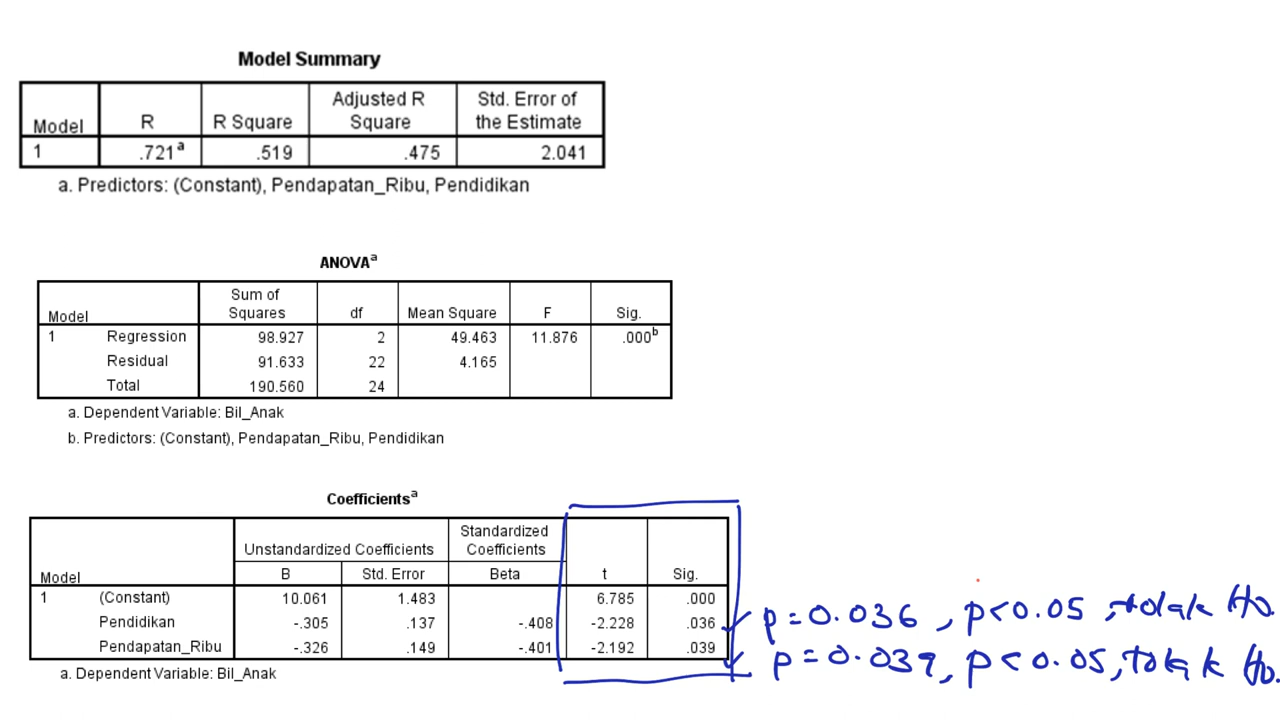 Model Summary
Model R R Square Adjusted R Square Std. Error of the Estimate
1 .721a .519 .475 2.041
a. Predictors: (Constant), Pendapatan_Ribu, Pendidikan
ANOVAa
Model Sum of Squares df Mean Square F Sig.
1 Regression 98.927 2 49.463 11.876 .000b
Residual 91.633 22 4.165
Total 190.560 24
a. Dependent Variable: Bil_Anak
b. Predictors: (Constant), Pendapatan_Ribu, Pendidikan
Coefficientsa
Unstandardized Coefficients Standardized Coefficients
Model B Std. Error Beta t Sig.
1 (Constant) 10.061 1.483 6.785 .000
Pendidikan -.305 .137 -.408 -2.228 .036 p=0.036, p<0.05, tolak Ho.
Pendapatan_Ribu -.326 .149 -.401 -2.192 .039 p=0.039, p<0.05, tolak Ho.
a. Dependent Variable: Bil_Anak